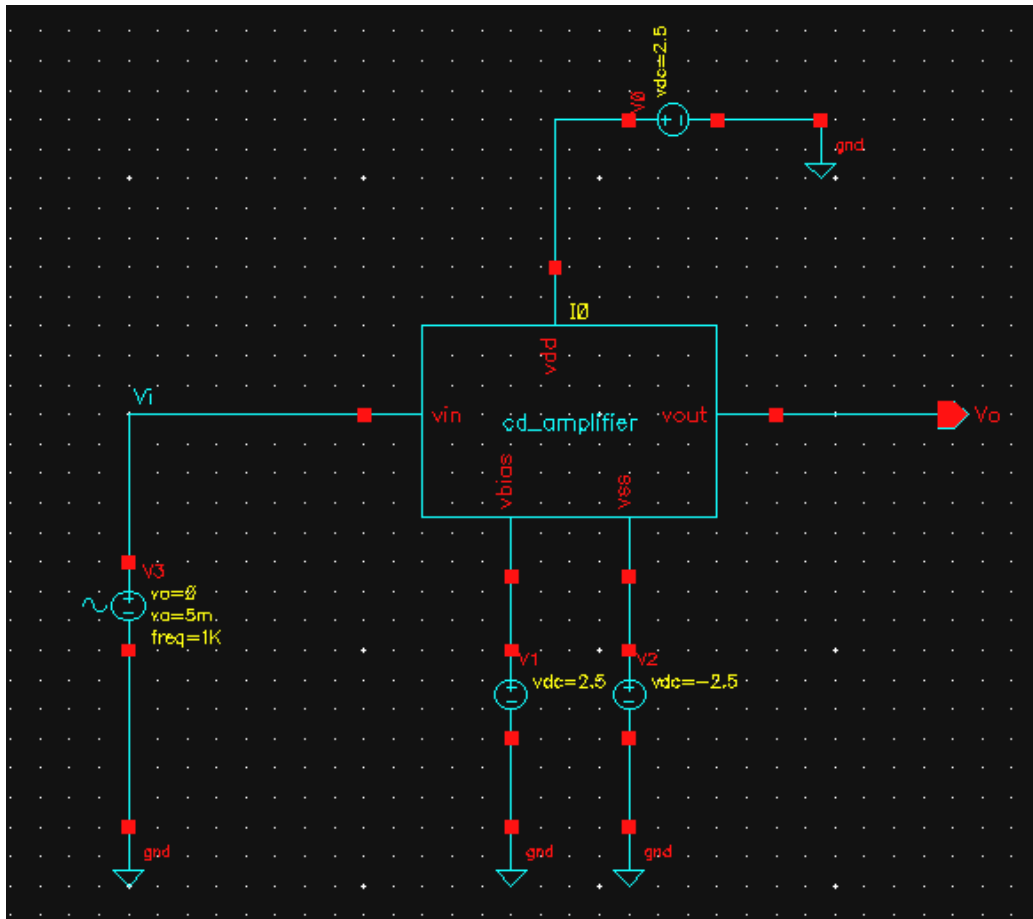 vdc=2.5
V0
gnd
I0
vdd
Vi
vin
cd_amplifier
vout
Vo
vbias
vss
V3
vo=0
va=5m
freq=1K
V1
vdc=2.5
V2
vdc=-2.5
gnd
gnd
gnd